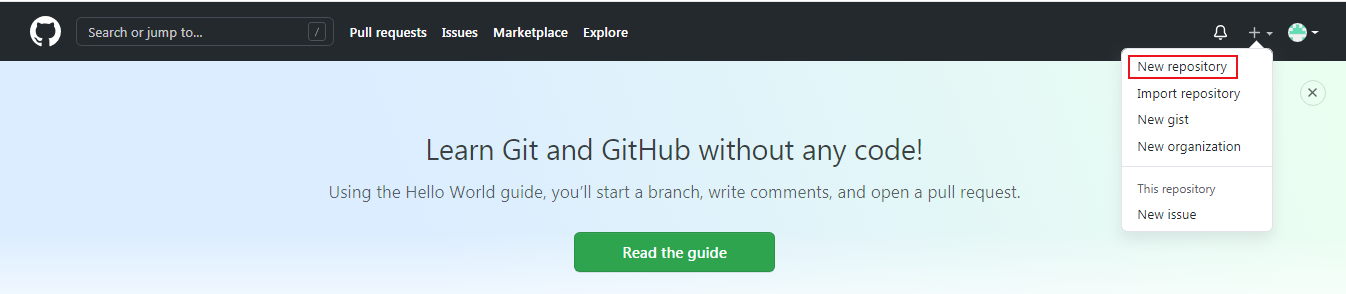 Search or jump to... /
Pull requests Issues Marketplace Explore
New repository
Import repository
New gist
New organization
This repository
New issue
Learn Git and GitHub without any code!
Using the Hello World guide, you’ll start a branch, write comments, and open a pull request.
Read the guide